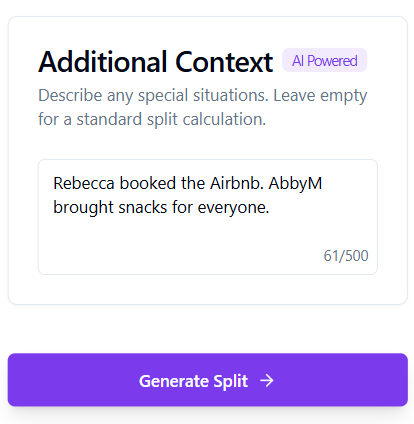 Additional Context AI Powered
Describe any special situations. Leave empty
for a standard split calculation.
Rebecca booked the Airbnb. AbbyM
brought snacks for everyone.
61/500
Generate Split →